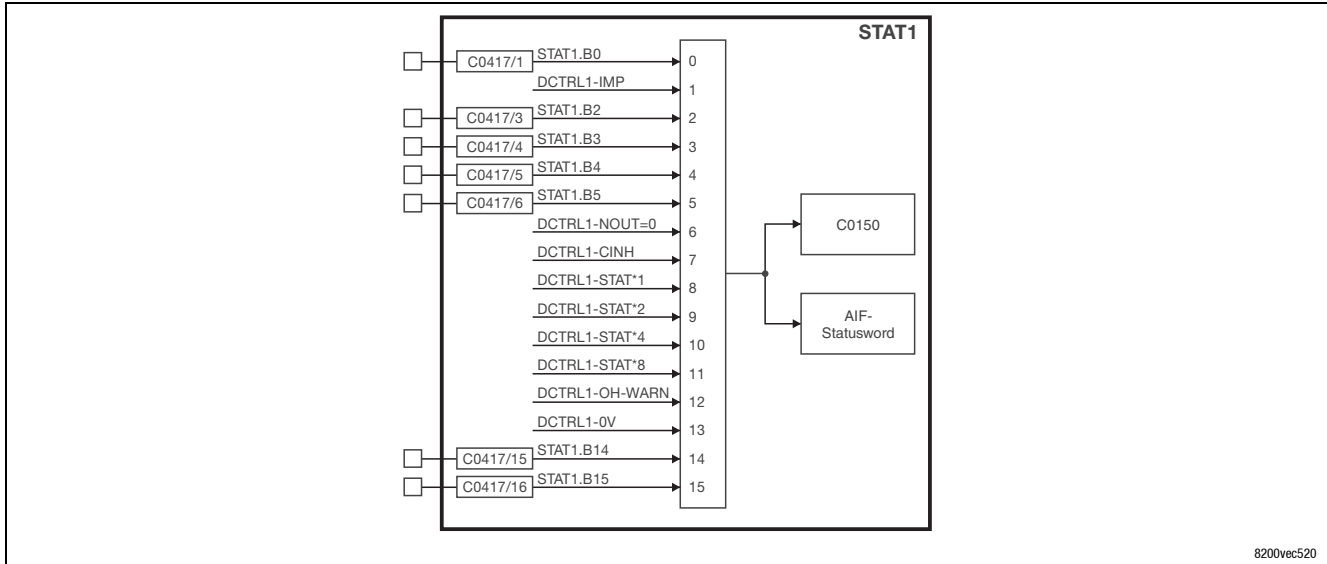 STAT1
C0417/1 STAT1.B0 0
DCTRL1-IMP 1
C0417/3 STAT1.B2 2
C0417/4 STAT1.B3 3
C0417/5 STAT1.B4 4
C0417/6 STAT1.B5 5
DCTRL1-NOUT=0 6
DCTRL1-CINH 7
DCTRL1-STAT*1 8
DCTRL1-STAT*2 9
DCTRL1-STAT*4 10
DCTRL1-STAT*8 11
DCTRL1-OH-WARN 12
DCTRL1-0V 13
C0417/15 STAT1.B14 14
C0417/16 STAT1.B15 15
C0150
AIF-
Statusword
8200vec520